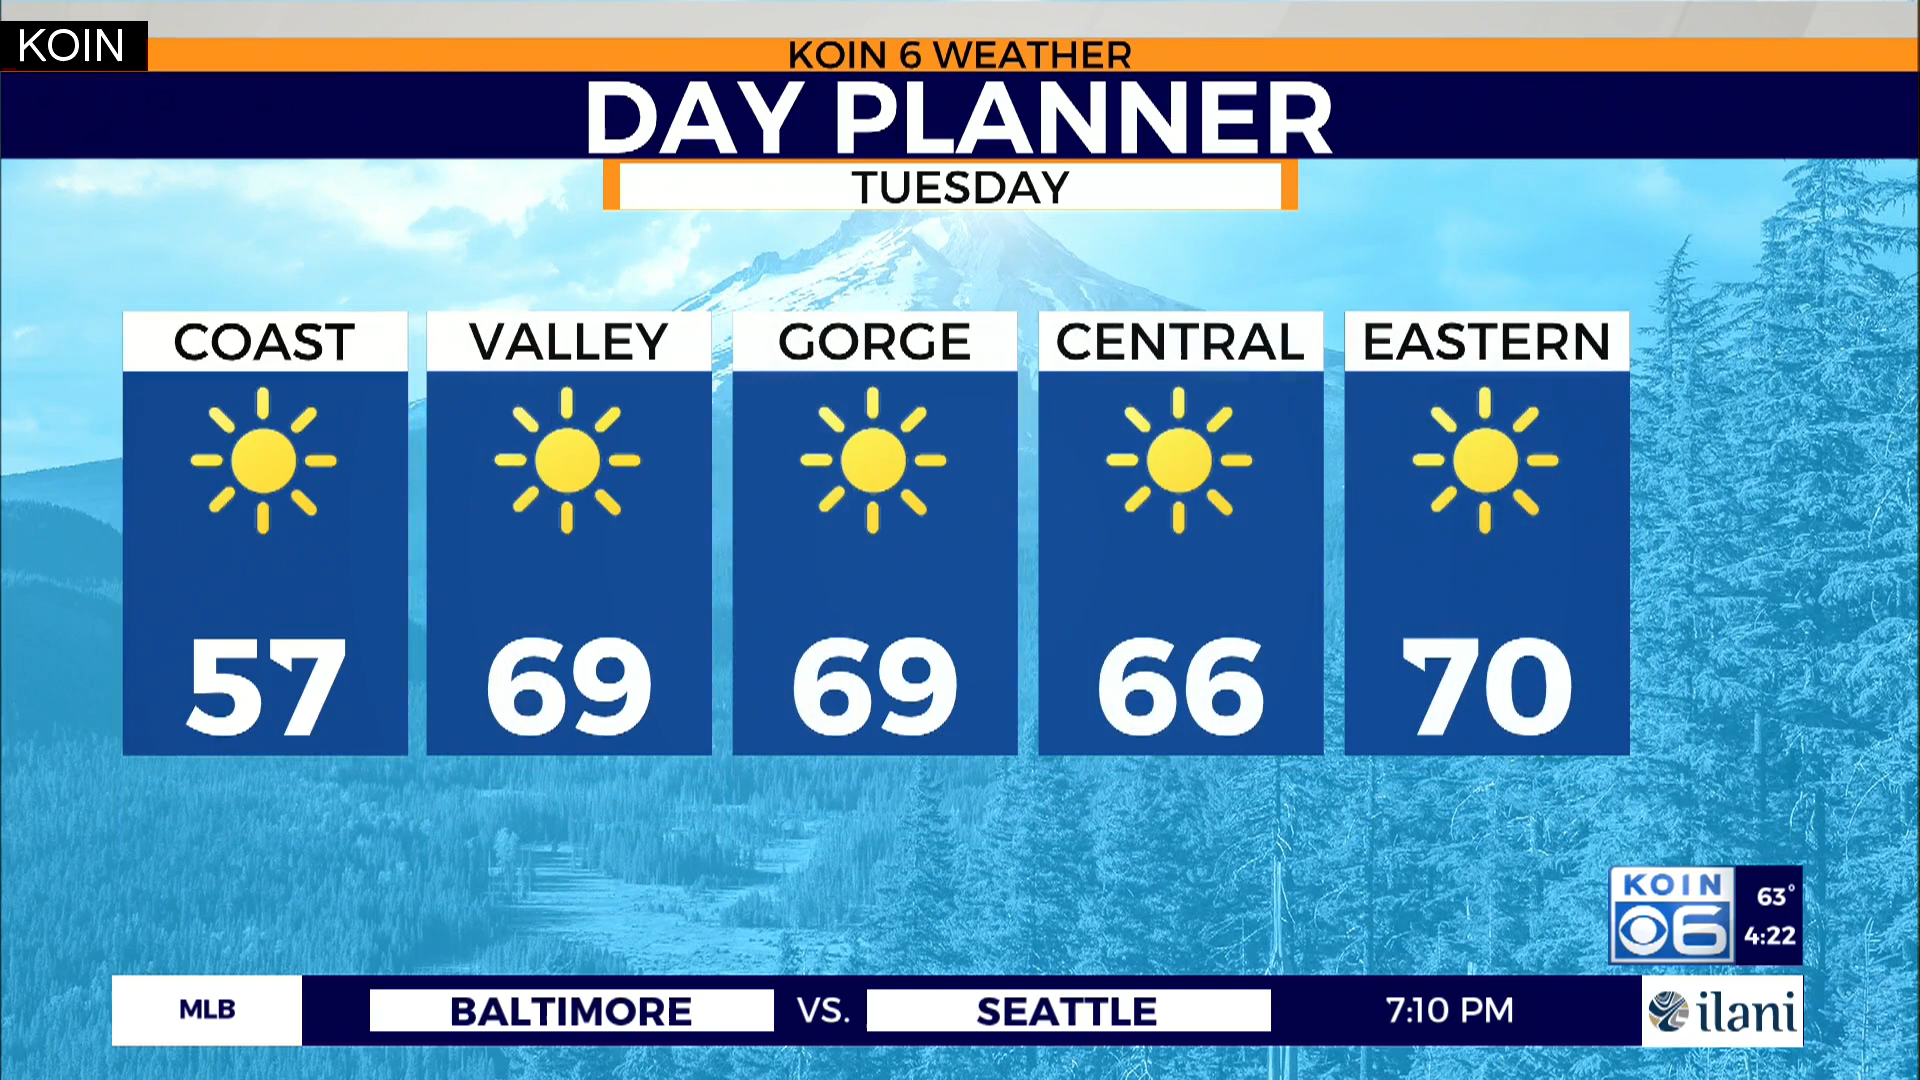 KOIN
KOIN 6 WEATHER
DAY PLANNER
TUESDAY
COAST VALLEY GORGE CENTRAL EASTERN
57 69 69 66 70
KOIN 63°
6 4:22
MLB BALTIMORE VS. SEATTLE 7:10 PM ilani